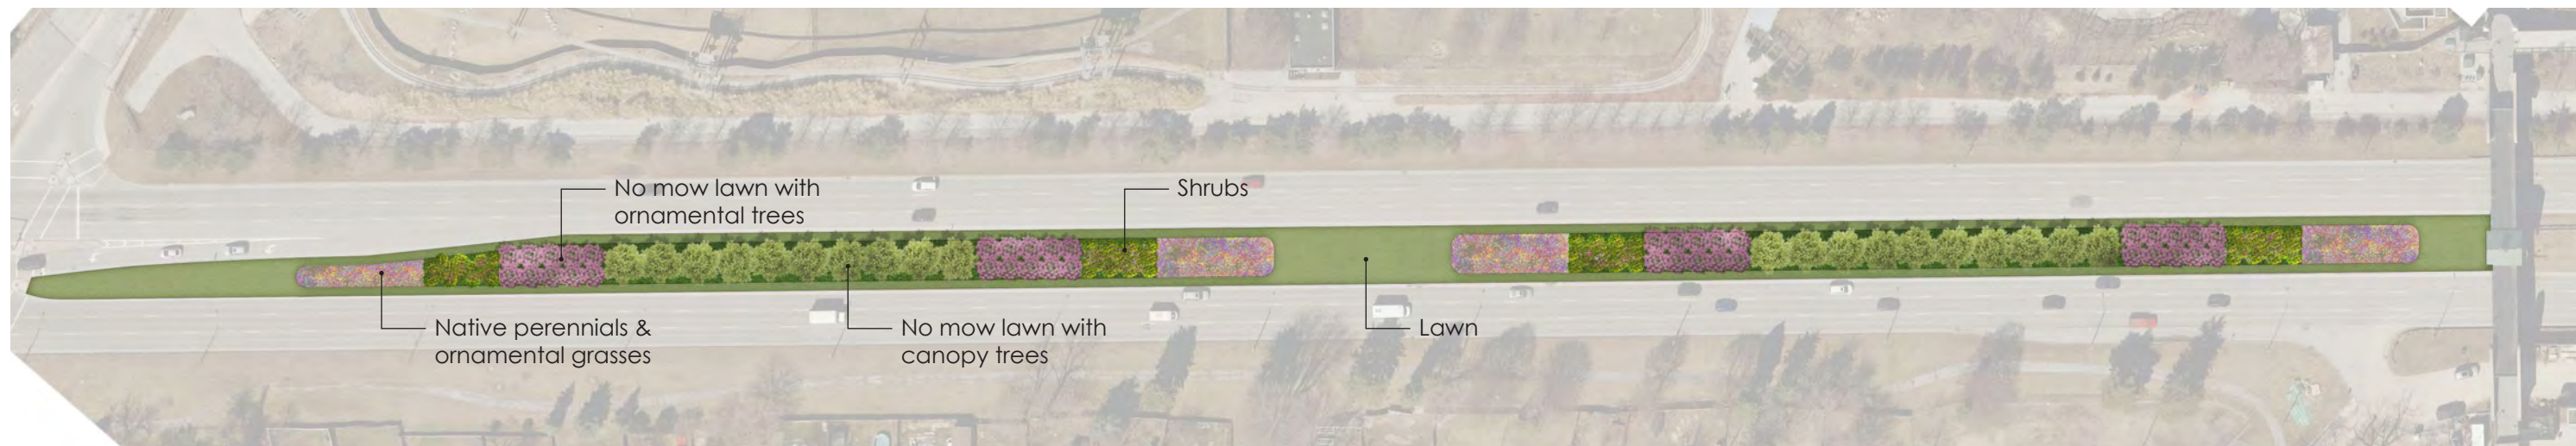 No mow lawn with
ornamental trees
Shrubs
Native perennials &
ornamental grasses
No mow lawn with
canopy trees
Lawn